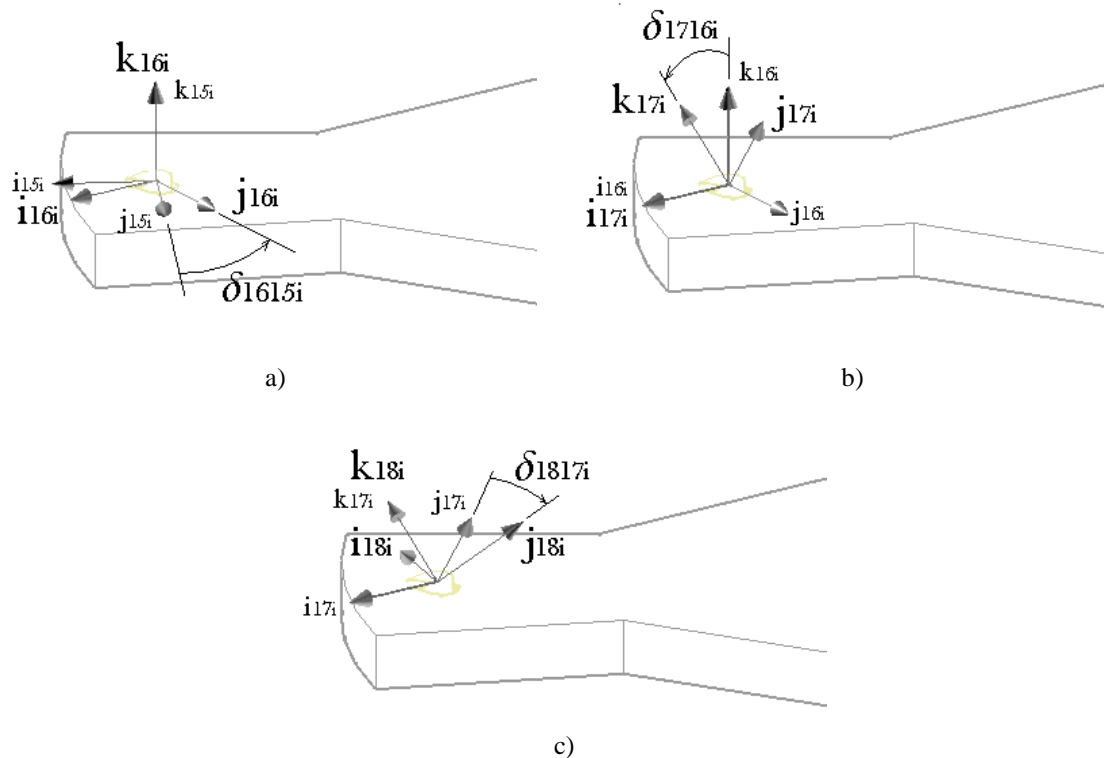 k16i
k15i
i15i
i16i
j15i
j16i
δ1615i
a)
δ1716i
k16i
k17i
j17i
i16i
i17i
j16i
b)
k18i
k17i
j17i
δ1817i
i18i
j18i
i17i
c)